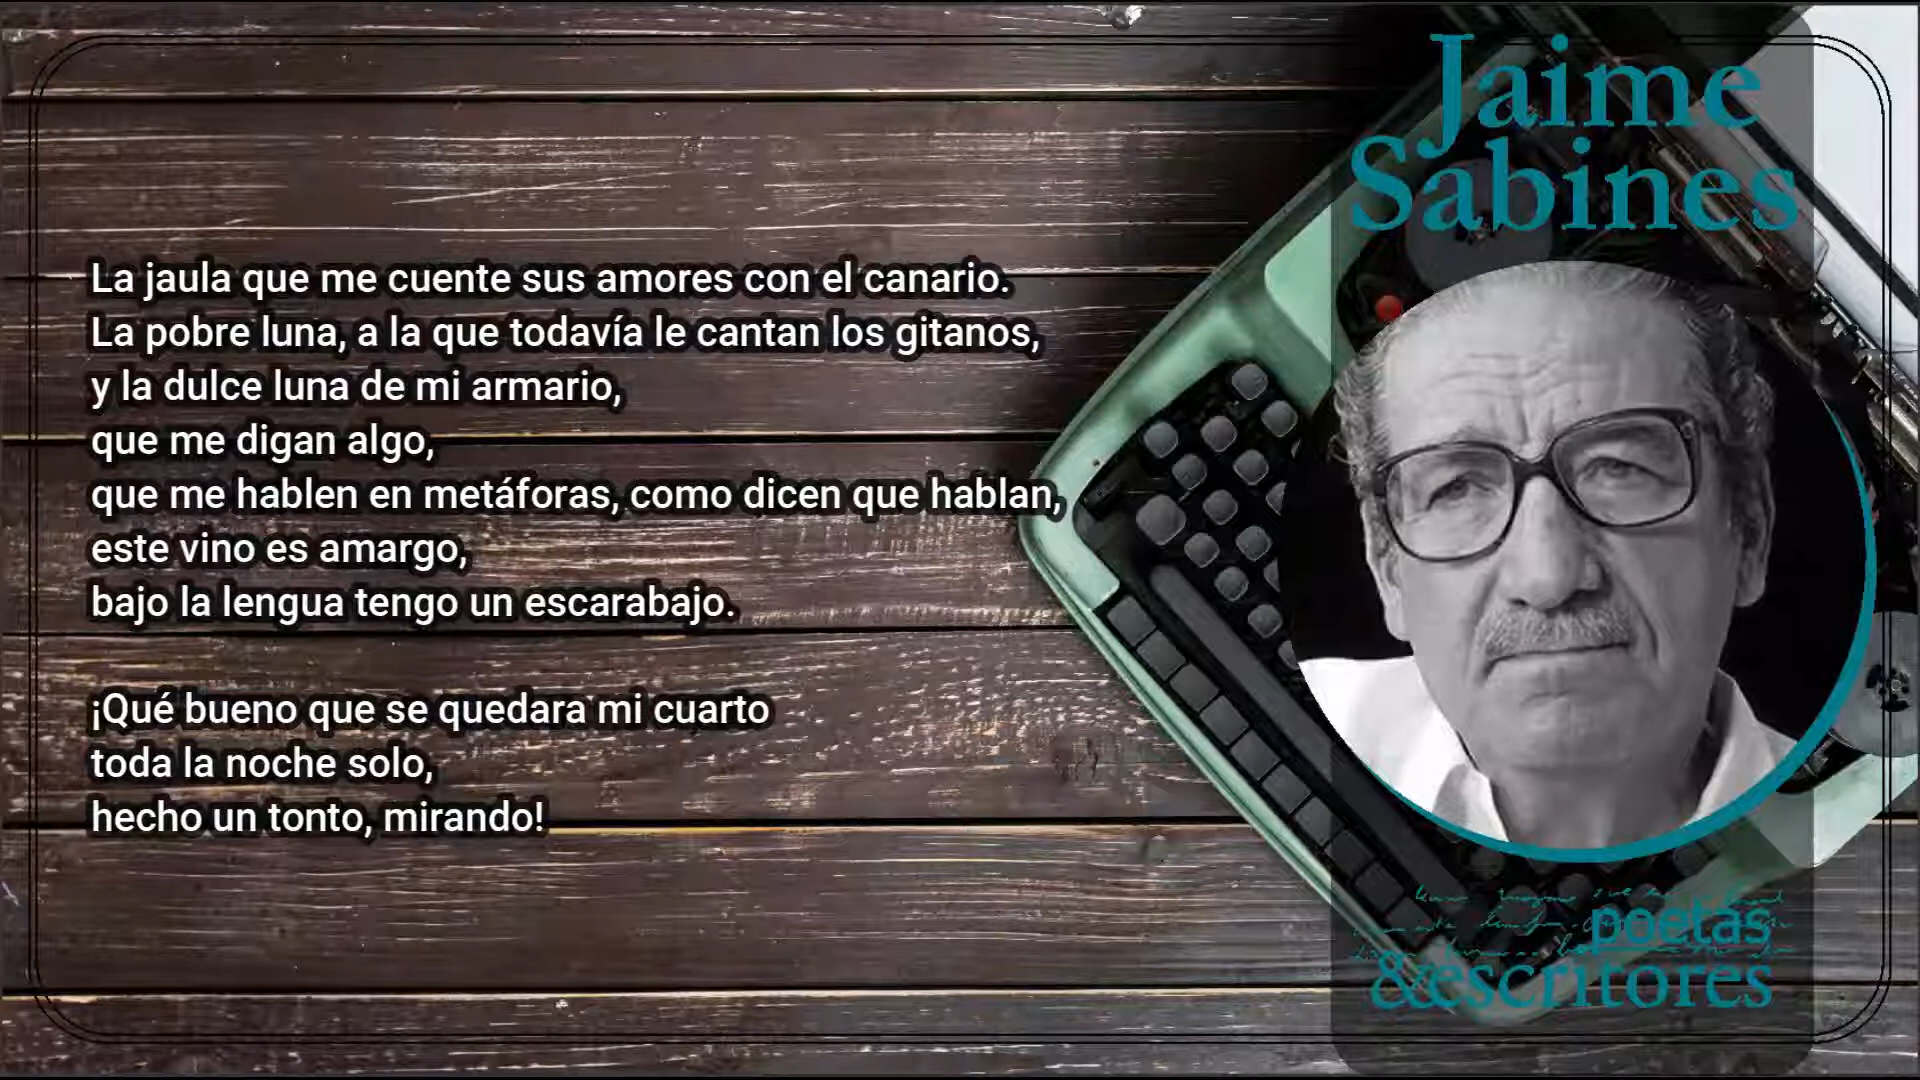 Jaime
Sabines
La jaula que me cuente sus amores con el canario.
La pobre luna, a la que todavía le cantan los gitanos,
y la dulce luna de mi armario,
que me digan algo,
que me hablen en metáforas, como dicen que hablan,
este vino es amargo,
bajo la lengua tengo un escarabajo.
¡Qué bueno que se quedara mi cuarto
toda la noche solo,
hecho un tonto, mirando!
poetas
&escritores